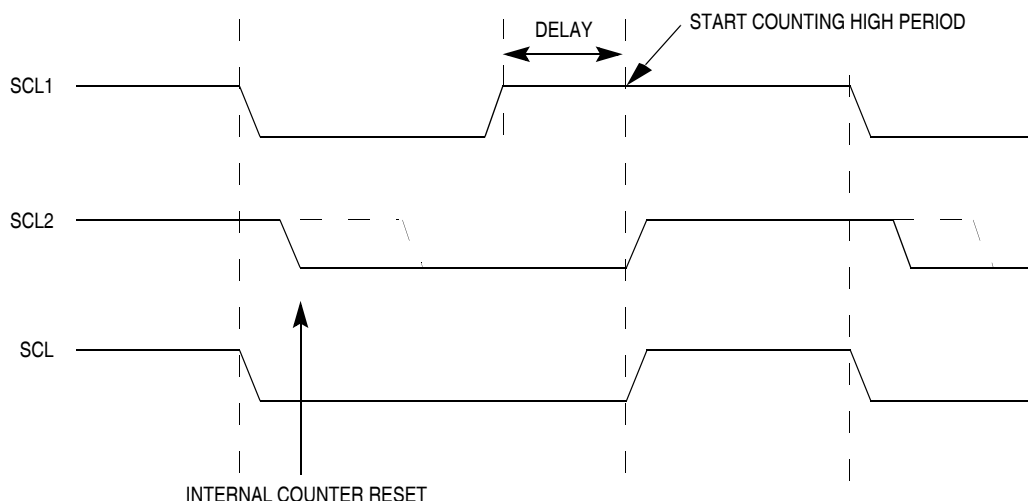 DELAY
START COUNTING HIGH PERIOD
SCL1
SCL2
SCL
INTERNAL COUNTER RESET